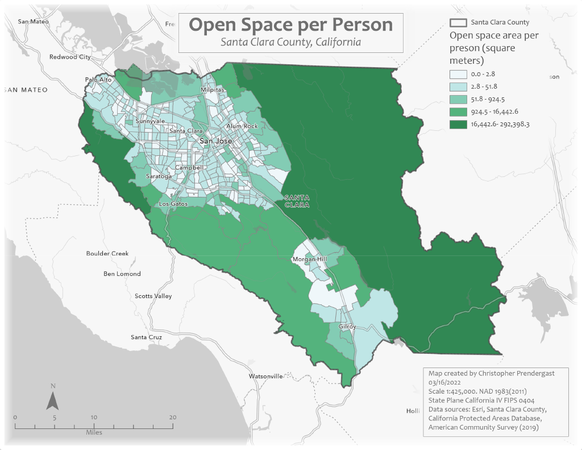 Open Space per Person
Santa Clara County, California
Santa Clara County
Open space area per
preson (square
meters)
0.0 - 2.8
2.8 - 51.8
51.8 - 924.5
924.5 - 16,442.6
16,442.6 - 292,398.3
San Mateo
Redwood City
Fre
Palo Alto
SAN MATEO
Milpitas
Sunnyvale
Santa Clara
Alum Rock
San Jose
Campbell
Saratoga
Los Gatos
SANTA
CLARA
Boulder Creek
Ben Lomond
Morgan Hill
Scotts Valley
Gilroy
Santa Cruz
Watsonville
Holli
N
0 5 10 20
Miles
Map created by Christopher Prendergast
03/16/2022
Scale 1:425,000. NAD 1983(2011)
State Plane California IV FIPS 0404
Data sources: Esri, Santa Clara County,
California Protected Areas Database,
American Community Survey (2019)